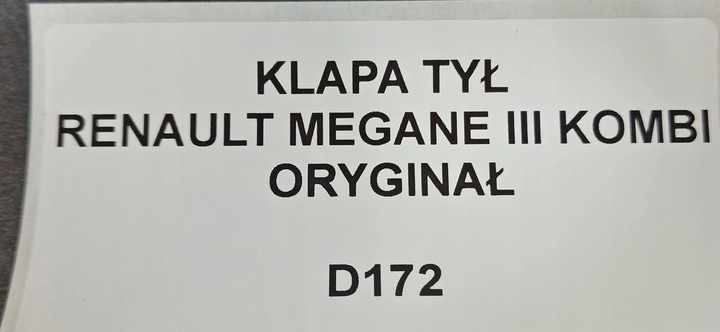 KLAPA TYŁ
RENAULT MEGANE III KOMBI
ORYGINAŁ
D172